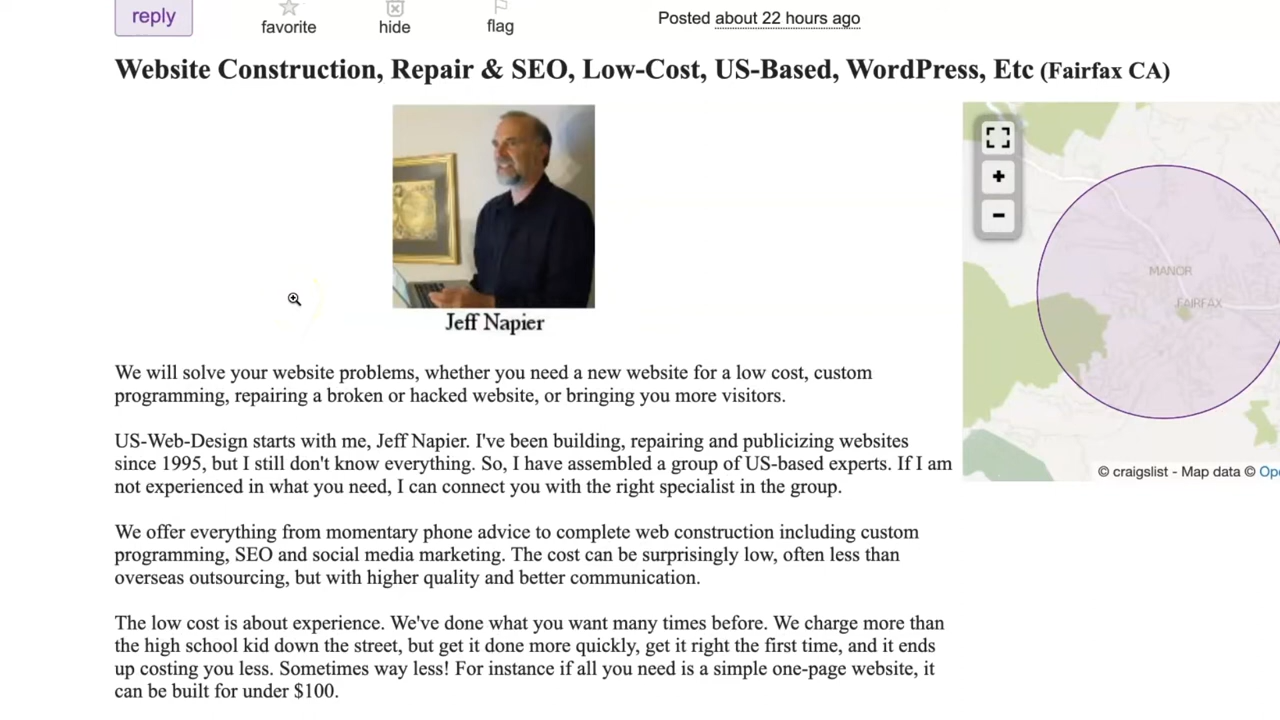 reply
favorite
hide
flag
Posted about 22 hours ago
Website Construction, Repair & SEO, Low-Cost, US-Based, WordPress, Etc (Fairfax CA)
+
−
MANOR
FAIRFAX
Jeff Napier
© craigslist - Map data © Op
We will solve your website problems, whether you need a new website for a low cost, custom
programming, repairing a broken or hacked website, or bringing you more visitors.
US-Web-Design starts with me, Jeff Napier. I've been building, repairing and publicizing websites
since 1995, but I still don't know everything. So, I have assembled a group of US-based experts. If I am
not experienced in what you need, I can connect you with the right specialist in the group.
We offer everything from momentary phone advice to complete web construction including custom
programming, SEO and social media marketing. The cost can be surprisingly low, often less than
overseas outsourcing, but with higher quality and better communication.
The low cost is about experience. We've done what you want many times before. We charge more than
the high school kid down the street, but get it done more quickly, get it right the first time, and it ends
up costing you less. Sometimes way less! For instance if all you need is a simple one-page website, it
can be built for under $100.